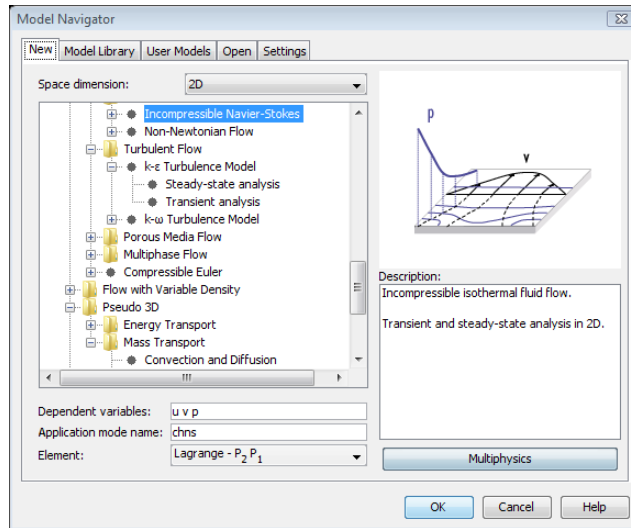 Model Navigator
New Model Library User Models Open Settings
Space dimension: 2D
Incompressible Navier-Stokes
Non-Newtonian Flow
Turbulent Flow
k-ε Turbulence Model
Steady-state analysis
Transient analysis
k-ω Turbulence Model
Porous Media Flow
Multiphase Flow
Compressible Euler
Flow with Variable Density
Pseudo 3D
Energy Transport
Mass Transport
Convection and Diffusion
Dependent variables: u v p
Application mode name: chns
Element: Lagrange - P₂ P₁
p
v
Description:
Incompressible isothermal fluid flow.
Transient and steady-state analysis in 2D.
Multiphysics
OK Cancel Help